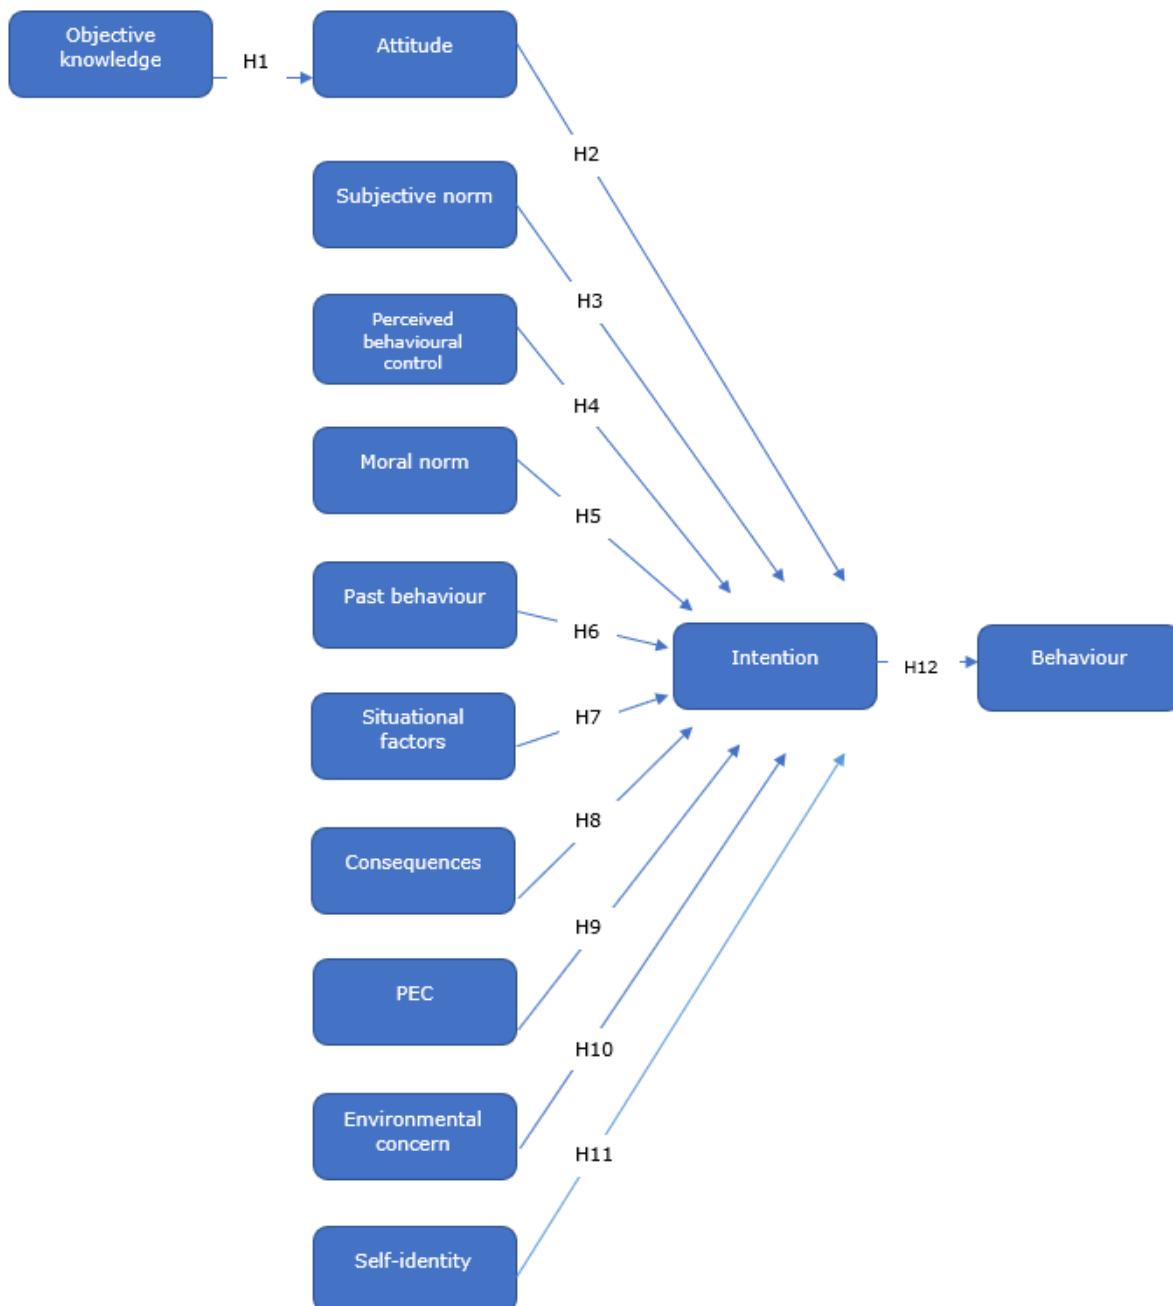 Objective
knowledge
H1
Attitude
H2
Subjective norm
H3
Perceived
behavioural
control
H4
Moral norm
H5
Past behaviour
H6
Intention
H12
Behaviour
Situational
factors
H7
Consequences
H8
PEC
H9
Environmental
concern
H10
Self-identity
H11